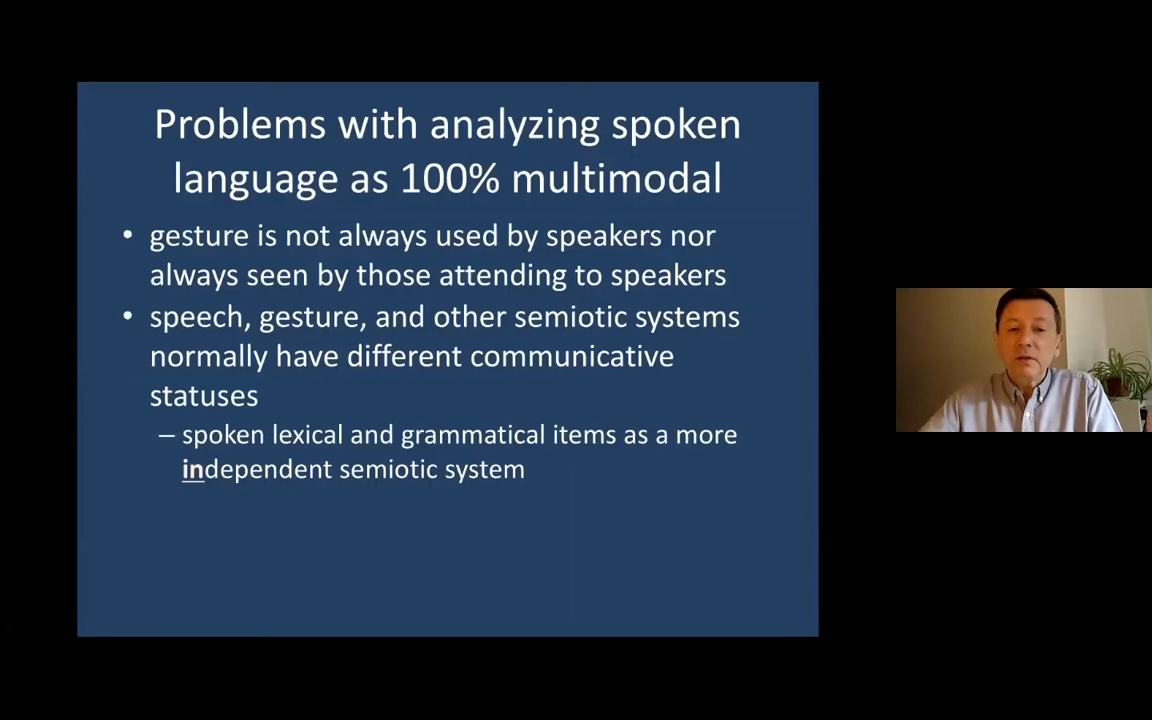 Problems with analyzing spoken
language as 100% multimodal
• gesture is not always used by speakers nor
always seen by those attending to speakers
• speech, gesture, and other semiotic systems
normally have different communicative
statuses
– spoken lexical and grammatical items as a more
independent semiotic system